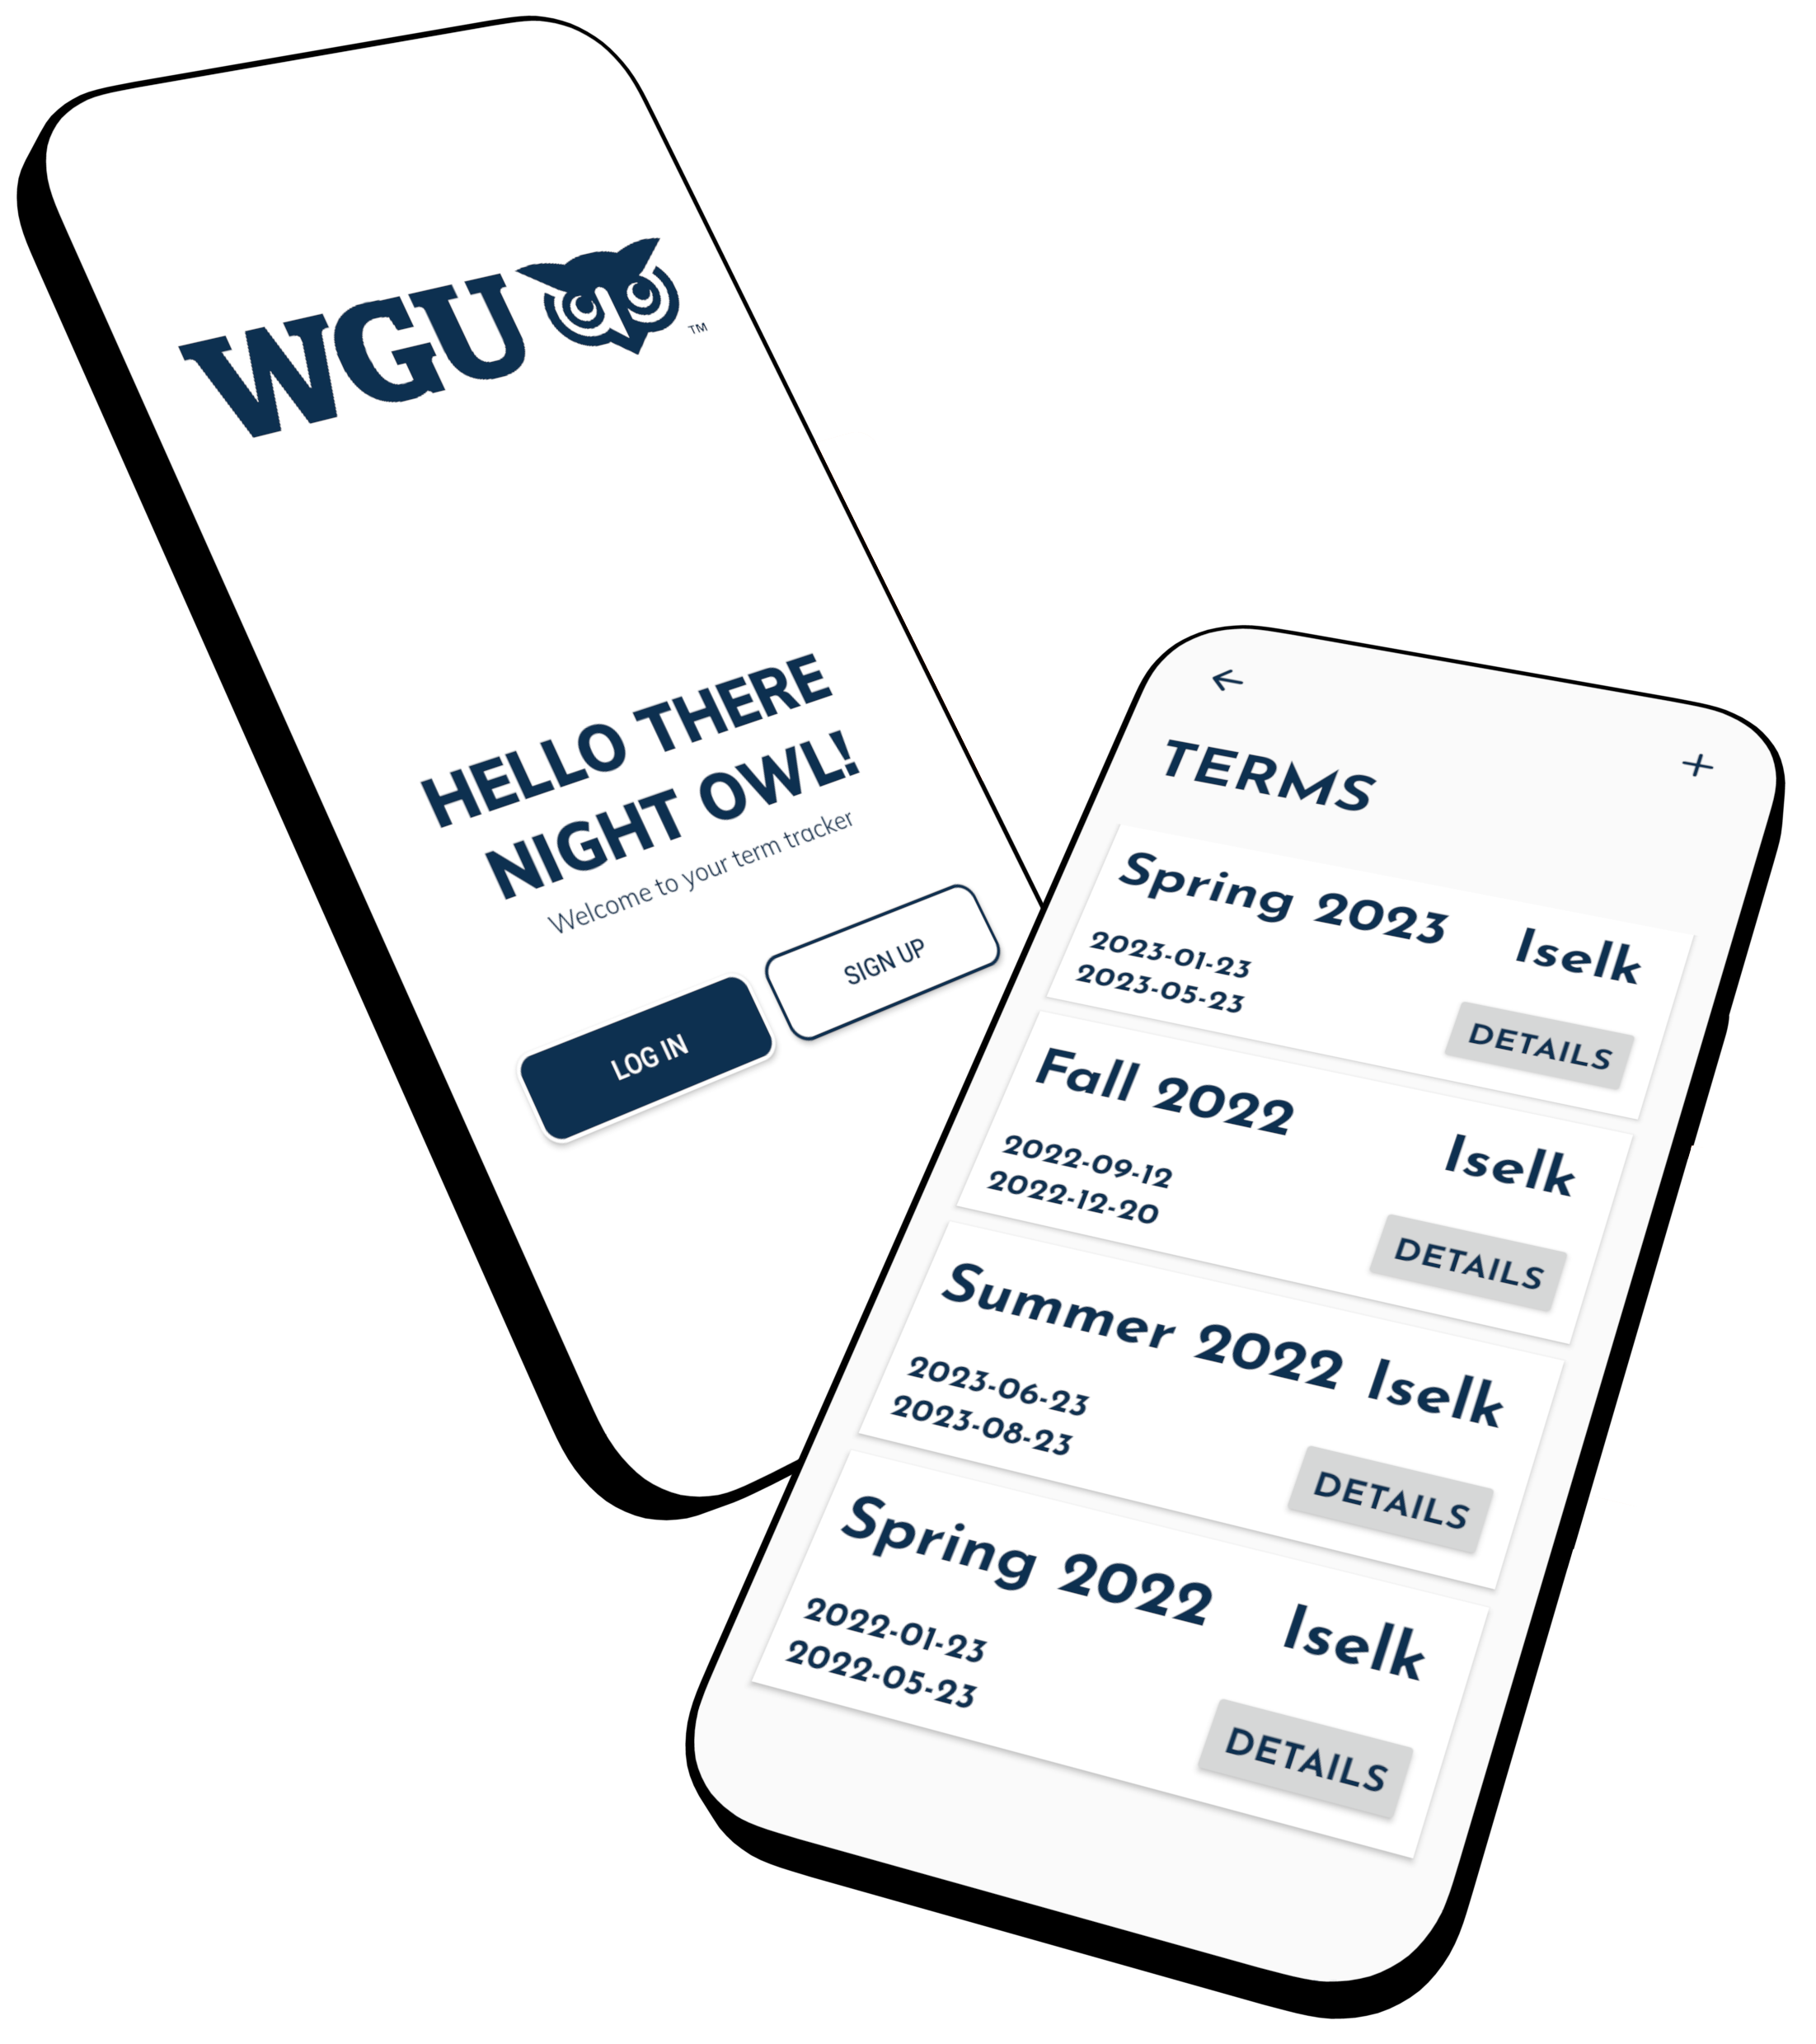 WGU
TM
HELLO THERE
NIGHT OWL!
Welcome to your term tracker
LOG IN
SIGN UP
TERMS
Spring 2023
Iselk
2023-01-23
2023-05-23
DETAILS
Fall 2022
Iselk
2022-09-12
2022-12-20
DETAILS
Summer 2022
Iselk
2023-06-23
2023-08-23
DETAILS
Spring 2022
Iselk
2022-01-23
2022-05-23
DETAILS